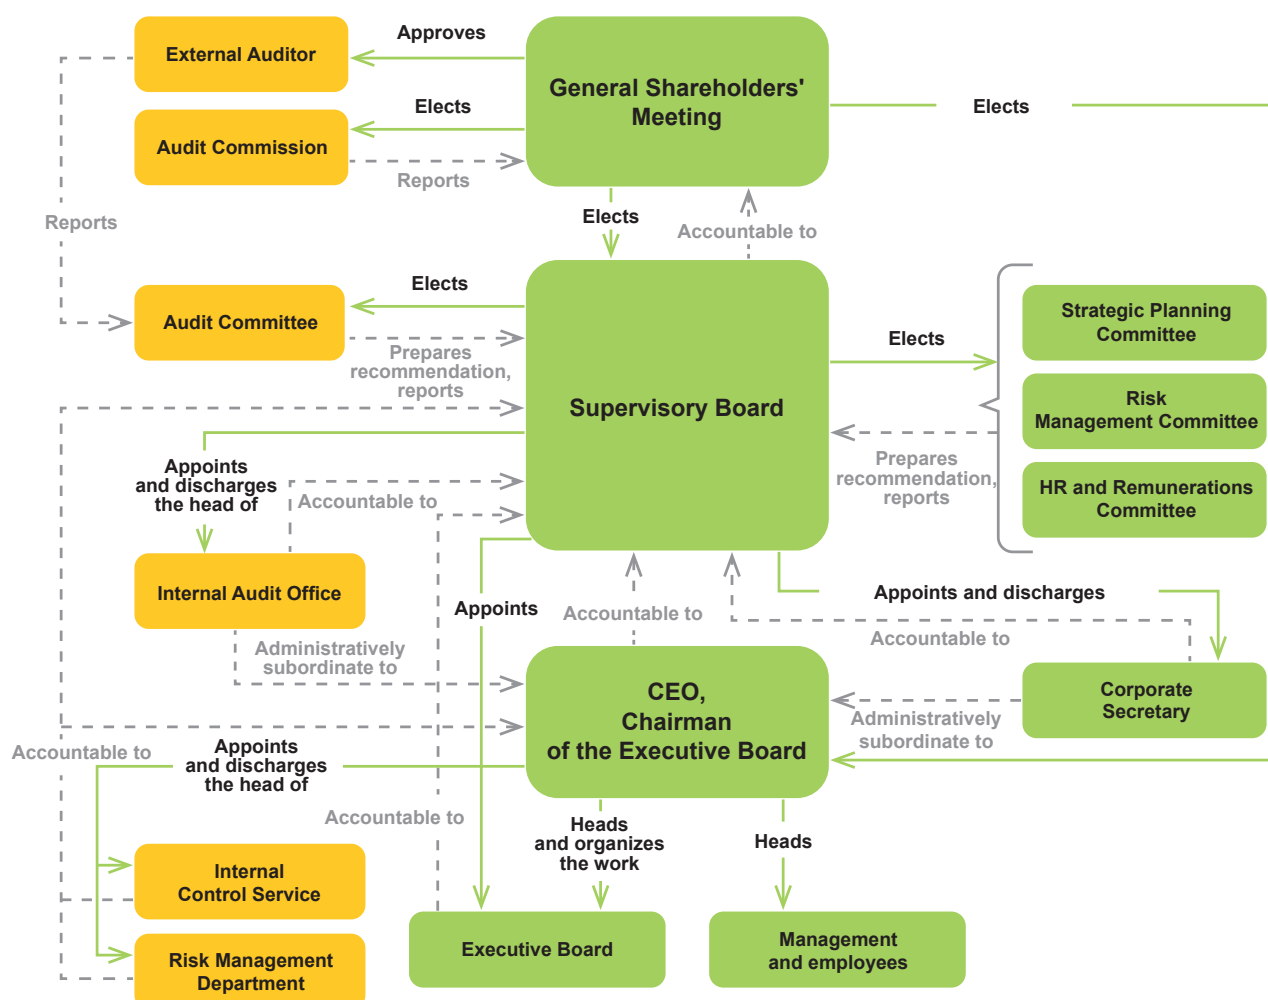 Approves
External Auditor
General Shareholders'
Meeting
Elects
Elects
Audit Commission
Reports
Reports
Elects
Accountable to
Elects
Audit Committee
Strategic Planning
Committee
Elects
Prepares
recommendation,
reports
Supervisory Board
Risk
Management Committee
Prepares
recommendation,
reports
Appoints
and discharges
the head of
Accountable to
HR and Remunerations
Committee
Internal Audit Office
Appoints
Accountable to
Appoints and discharges
Accountable to
Administratively
subordinate to
CEO,
Chairman
of the Executive Board
Corporate
Secretary
Administratively
subordinate to
Accountable to
Appoints
and discharges
the head of
Accountable to
Heads
and organizes
the work
Heads
Internal
Control Service
Executive Board
Management
and employees
Risk Management
Department